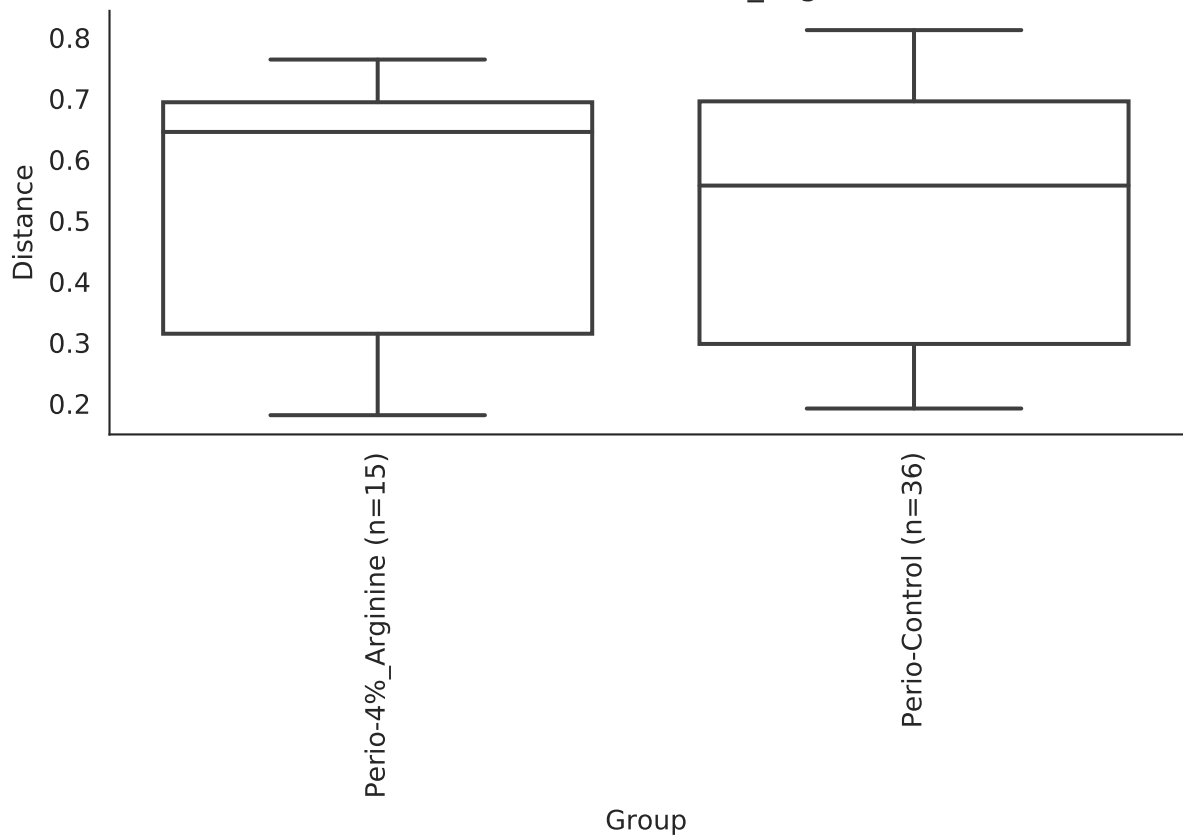 0.8
0.7
0.6
0.5
0.4
0.3
0.2
Distance
Perio-4%_Arginine (n=15)
Perio-Control (n=36)
Group